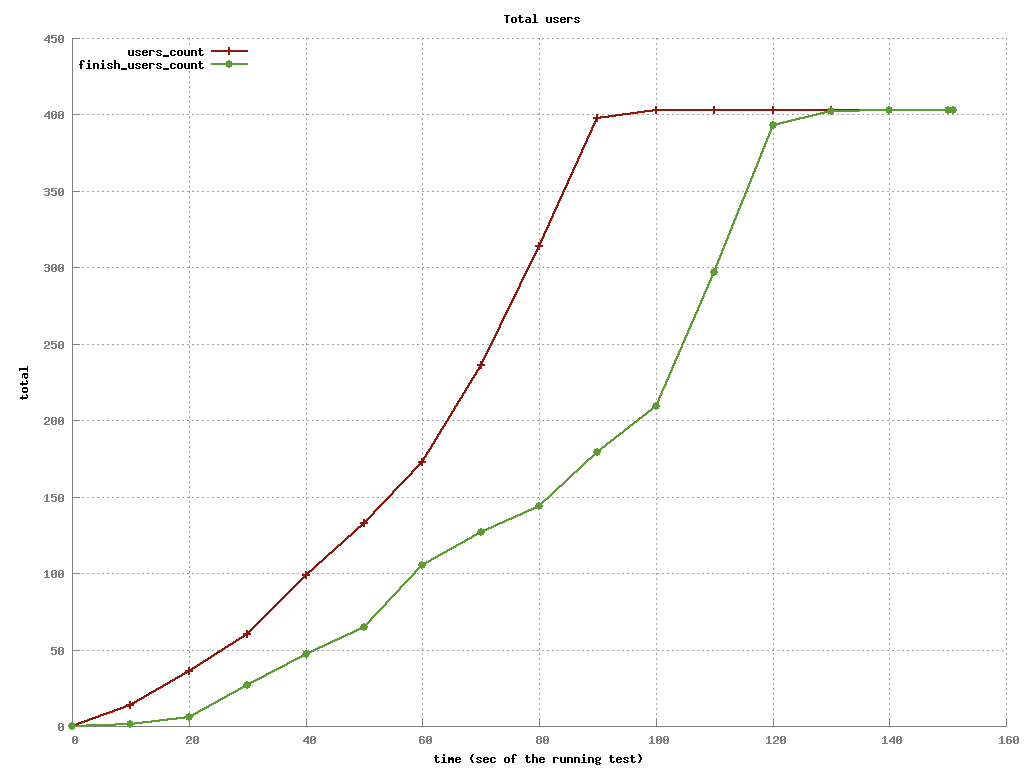 Total users
users_count
finish_users_count
450
400
350
300
250
200
150
100
50
0
total
0 20 40 60 80 100 120 140 160
time (sec of the running test)